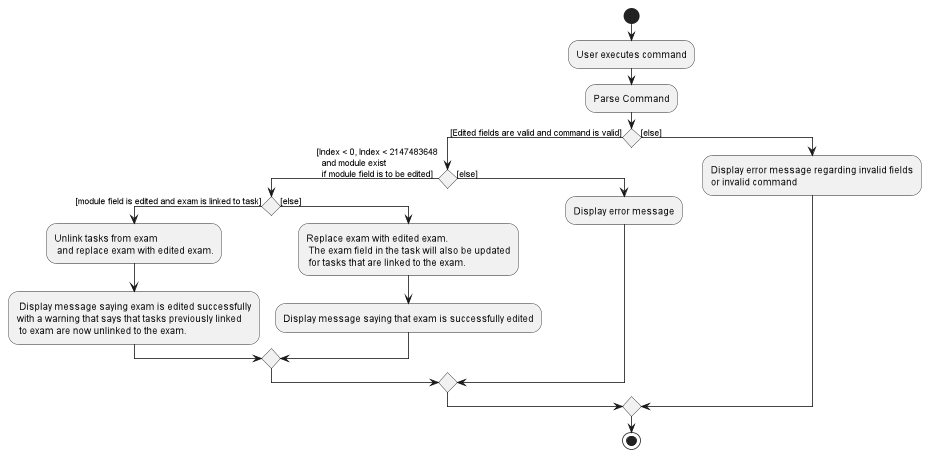 User executes command
Parse Command
[Edited fields are valid and command is valid]
[else]
[Index < 0, Index < 2147483648
and module exist
if module field is to be edited]
[else]
Display error message regarding invalid fields
or invalid command
[module field is edited and exam is linked to task]
[else]
Display error message
Unlink tasks from exam
and replace exam with edited exam.
Replace exam with edited exam.
The exam field in the task will also be updated
for tasks that are linked to the exam.
Display message saying exam is edited successfully
with a warning that says that tasks previously linked
to exam are now unlinked to the exam.
Display message saying that exam is successfully edited